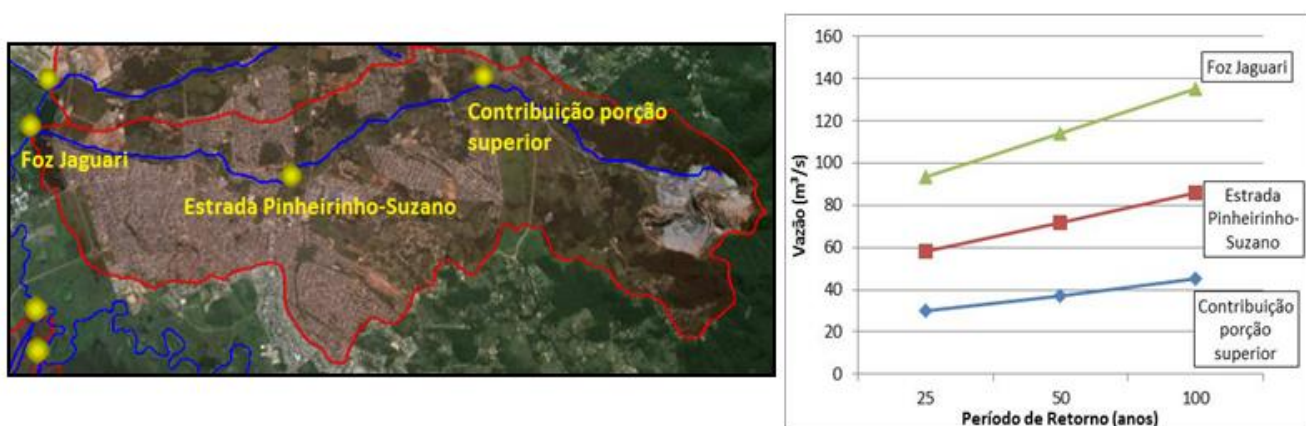 Contribuição porção
superior
Foz Jaguari
Estrada Pinheirinho-Suzano
160
140
120
100
80
60
40
20
0
Vazão (m³/s)
25
50
100
Período de Retorno (anos)
Foz Jaguari
Estrada
Pinheirinho-
Suzano
Contribuição
porção
superior